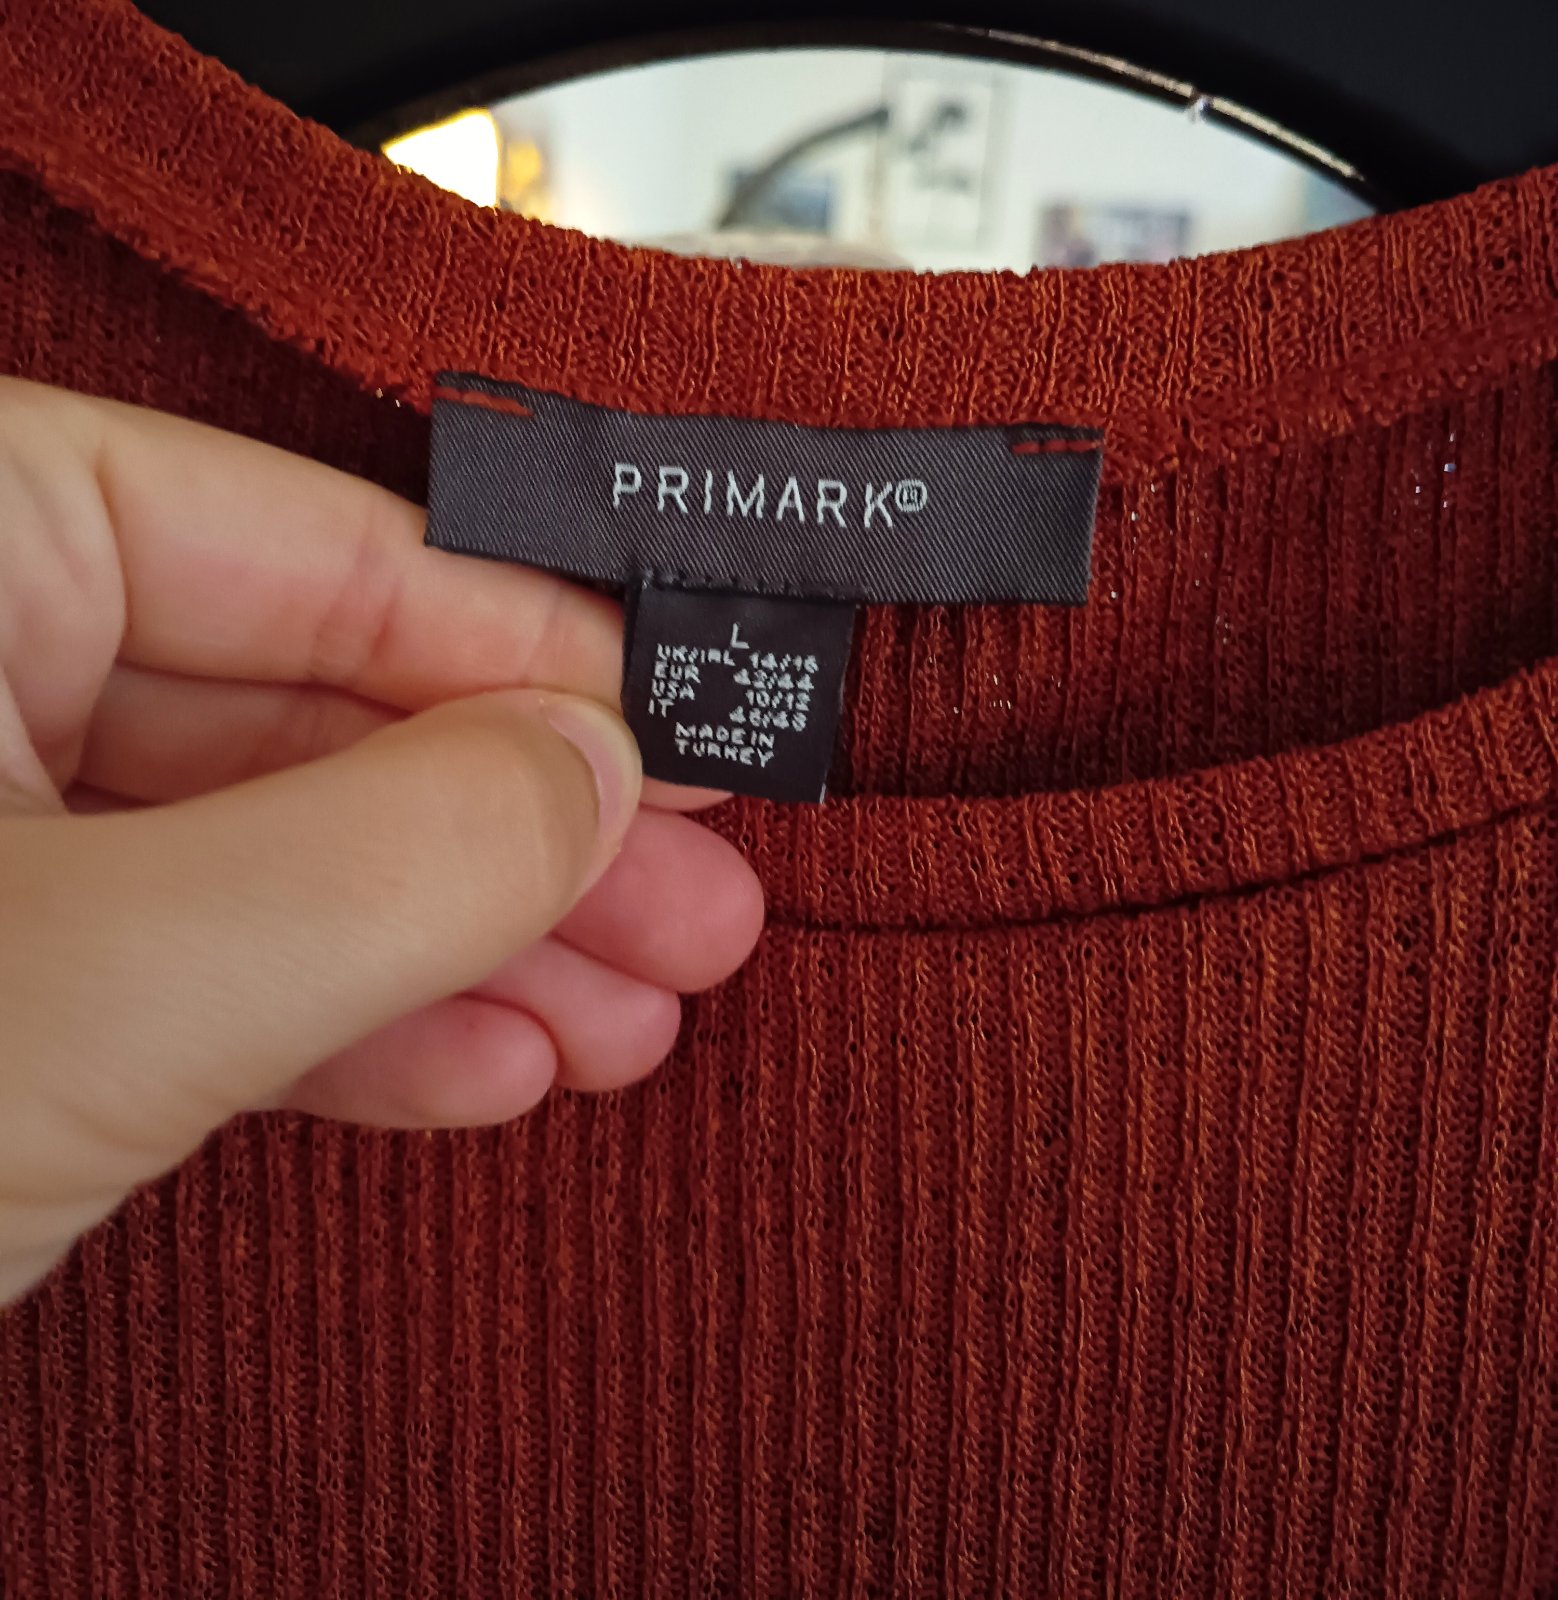 PRIMARK®
L
UK/IRL 14/16
EUR 42/44
USA 10/12
IT 46/48
MADE IN
TURKEY